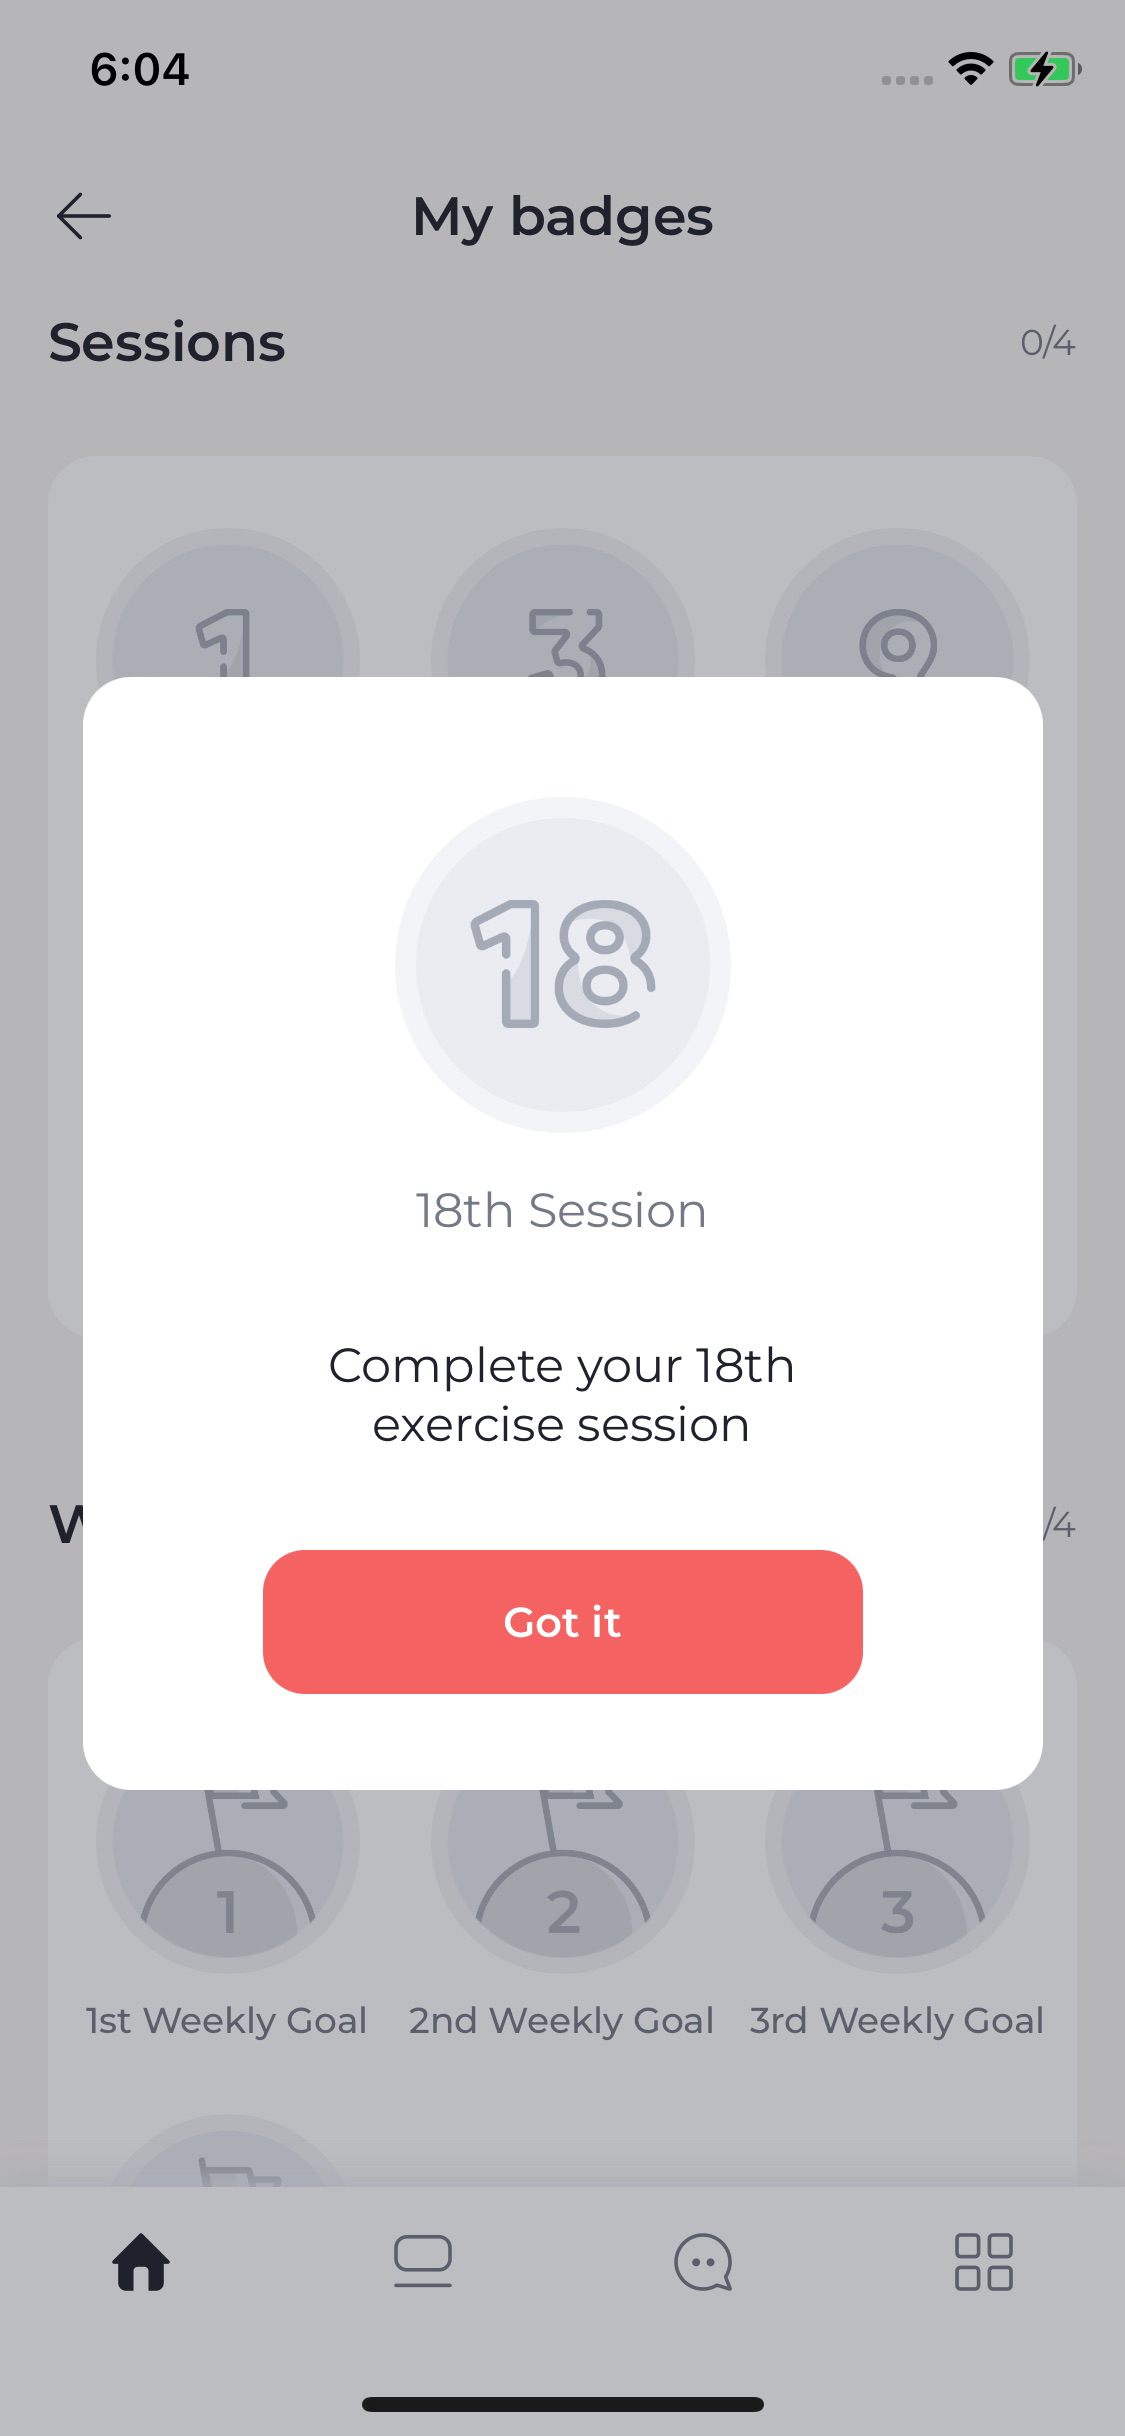 6:04
My badges
Sessions
0/4
1
3
9
18
18th Session
Complete your 18th
exercise session
/4
Got it
1
2
3
1st Weekly Goal
2nd Weekly Goal
3rd Weekly Goal